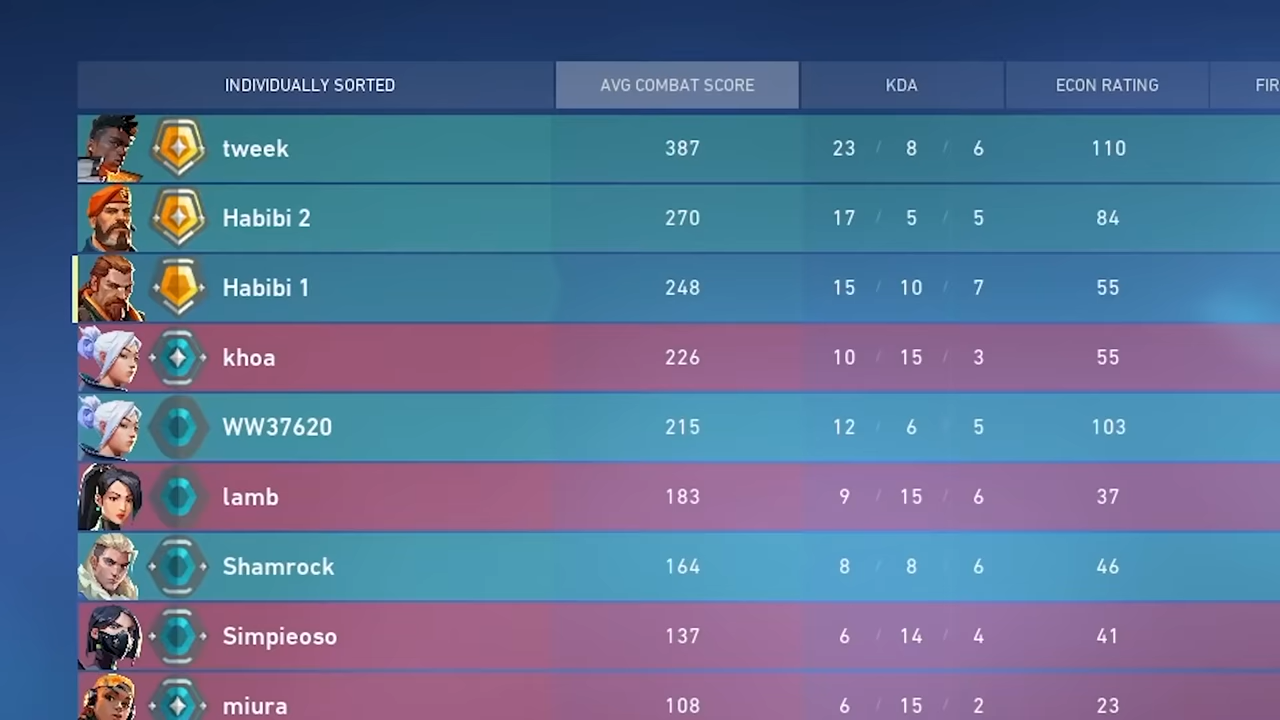 INDIVIDUALLY SORTED AVG COMBAT SCORE KDA ECON RATING FIR
tweek 387 23 / 8 / 6 110
Habibi 2 270 17 / 5 / 5 84
Habibi 1 248 15 / 10 / 7 55
khoa 226 10 / 15 / 3 55
WW37620 215 12 / 6 / 5 103
lamb 183 9 / 15 / 6 37
Shamrock 164 8 / 8 / 6 46
Simpieoso 137 6 / 14 / 4 41
miura 108 6 / 15 / 2 23